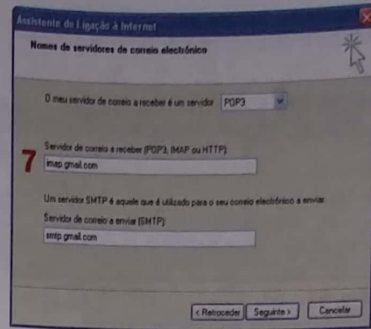 Assistente de Ligação à Internet
Nomes de servidores de correio electrónico
O meu servidor de correio a receber é um servidor POP3
7
Servidor de correio a receber (POP3, IMAP ou HTTP):
imap.gmail.com
Um servidor SMTP é aquele que é utilizado para o seu correio electrónico a enviar.
Servidor de correio a enviar (SMTP):
smtp.gmail.com
< Retroceder Seguinte > Cancelar